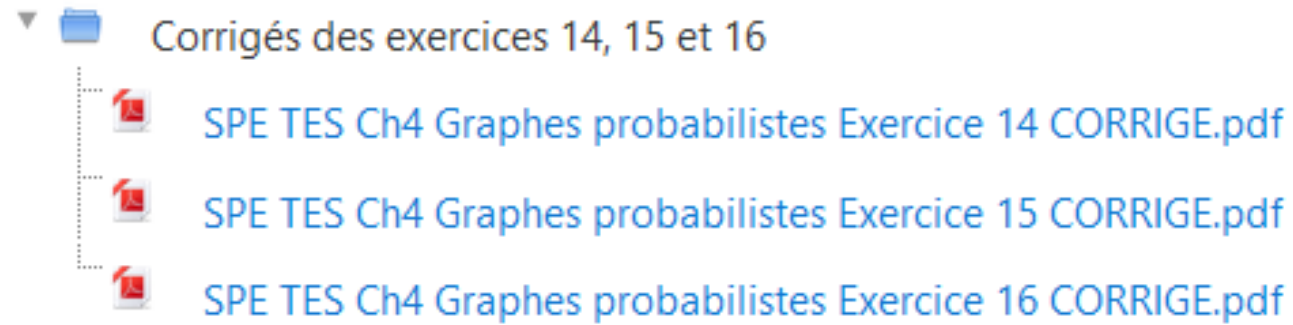 Corrigés des exercices 14, 15 et 16
SPE TES Ch4 Graphes probabilistes Exercice 14 CORRIGE.pdf
SPE TES Ch4 Graphes probabilistes Exercice 15 CORRIGE.pdf
SPE TES Ch4 Graphes probabilistes Exercice 16 CORRIGE.pdf